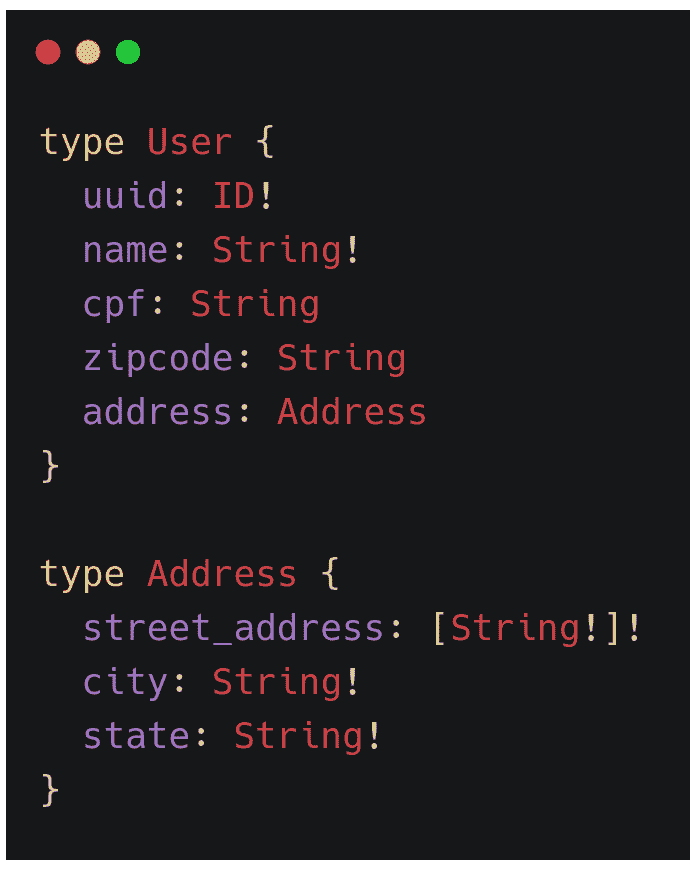 type User {
  uuid: ID!
  name: String!
  cpf: String
  zipcode: String
  address: Address
}

type Address {
  street_address: [String!]!
  city: String!
  state: String!
}